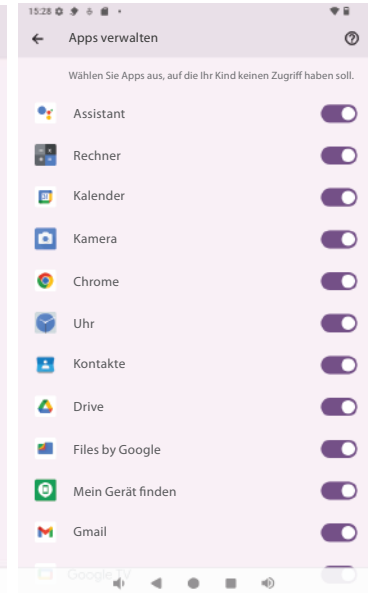 15:28
Apps verwalten
Wählen Sie Apps aus, auf die Ihr Kind keinen Zugriff haben soll.
Assistant
Rechner
Kalender
Kamera
Chrome
Uhr
Kontakte
Drive
Files by Google
Mein Gerät finden
Gmail
Google TV